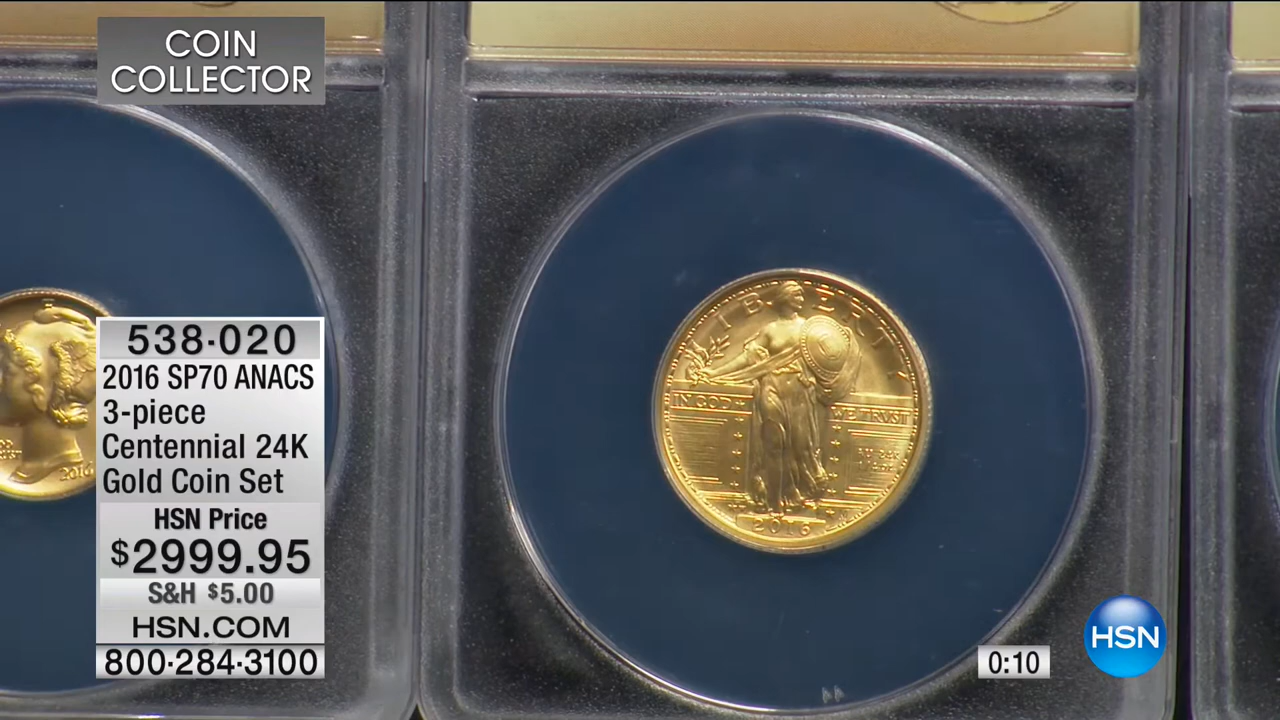 COIN
COLLECTOR
538-020
2016 SP70 ANACS
3-piece
Centennial 24K
Gold Coin Set
HSN Price
$2999.95
S&H $5.00
HSN.COM
800-284-3100
2016
LIBERTY
IN GOD WE TRUST
2016
0:10
HSN